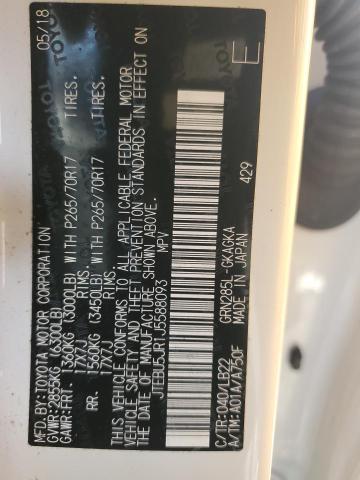 MFD.BY:TOYOTA MOTOR CORPORATION 05/18
GVWR:2855KG (6300LB)
GAWR:FRT. 1360KG (3000LB) WITH P265/70R17 TIRES.
17X7J RIMS.
RR. 1560KG (3450LB) WITH P265/70R17 TIRES.
17X7J RIMS.
THIS VEHICLE CONFORMS TO ALL APPLICABLE FEDERAL MOTOR
VEHICLE SAFETY AND THEFT PREVENTION STANDARDS IN EFFECT ON
THE DATE OF MANUFACTURE SHOWN ABOVE.
JTEBU5JR1J5588093 MPV
E
429
GRN285L-GKAGKA
MADE IN JAPAN
C/TR:040/LB22
A/TM:A01A/A750F